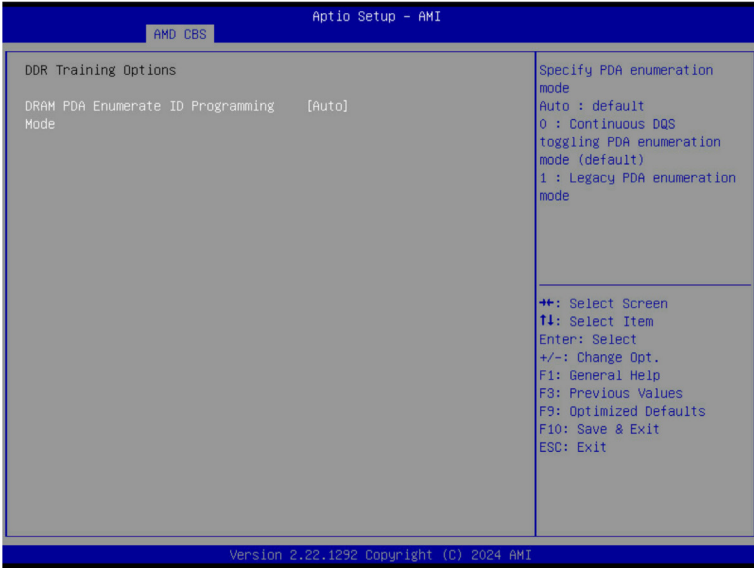 Aptio Setup – AMI
AMD CBS
DDR Training Options
DRAM PDA Enumerate ID Programming [Auto]
Mode
Specify PDA enumeration
mode
Auto : default
0 : Continuous DQS
toggling PDA enumeration
mode (default)
1 : Legacy PDA enumeration
mode
→←: Select Screen
↑↓: Select Item
Enter: Select
+/-: Change Opt.
F1: General Help
F3: Previous Values
F9: Optimized Defaults
F10: Save & Exit
ESC: Exit
Version 2.22.1292 Copyright (C) 2024 AMI